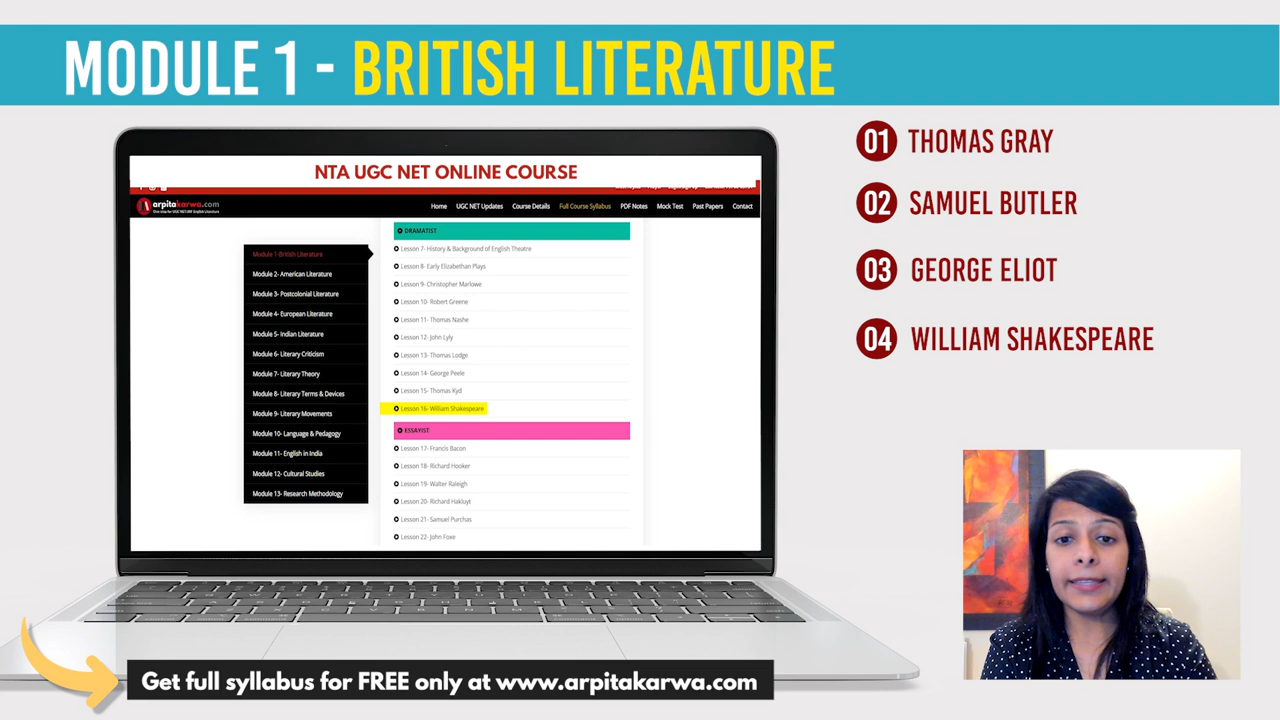 MODULE 1 - BRITISH LITERATURE
NTA UGC NET ONLINE COURSE
arpitakarwa.com
Home UGC NET Updates Course Details Full Course Syllabus PDF Notes Mock Test Past Papers Contact
Module 1-British Literature
Module 2- American Literature
Module 3- Postcolonial Literature
Module 4- European Literature
Module 5- Indian Literature
Module 6- Literary Criticism
Module 7- Literary Theory
Module 8- Literary Terms & Devices
Module 9- Literary Movements
Module 10- Language & Pedagogy
Module 11- English in India
Module 12- Cultural Studies
Module 13- Research Methodology
DRAMATIST
Lesson 7- History & Background of English Theatre
Lesson 8- Early Elizabethan Plays
Lesson 9- Christopher Marlowe
Lesson 10- Robert Greene
Lesson 11- Thomas Nashe
Lesson 12- John Lyly
Lesson 13- Thomas Lodge
Lesson 14- George Peele
Lesson 15- Thomas Kyd
Lesson 16- William Shakespeare
ESSAYIST
Lesson 17- Francis Bacon
Lesson 18- Richard Hooker
Lesson 19- Walter Raleigh
Lesson 20- Richard Hakluyt
Lesson 21- Samuel Purchas
Lesson 22- John Foxe
01 THOMAS GRAY
02 SAMUEL BUTLER
03 GEORGE ELIOT
04 WILLIAM SHAKESPEARE
Get full syllabus for FREE only at www.arpitakarwa.com